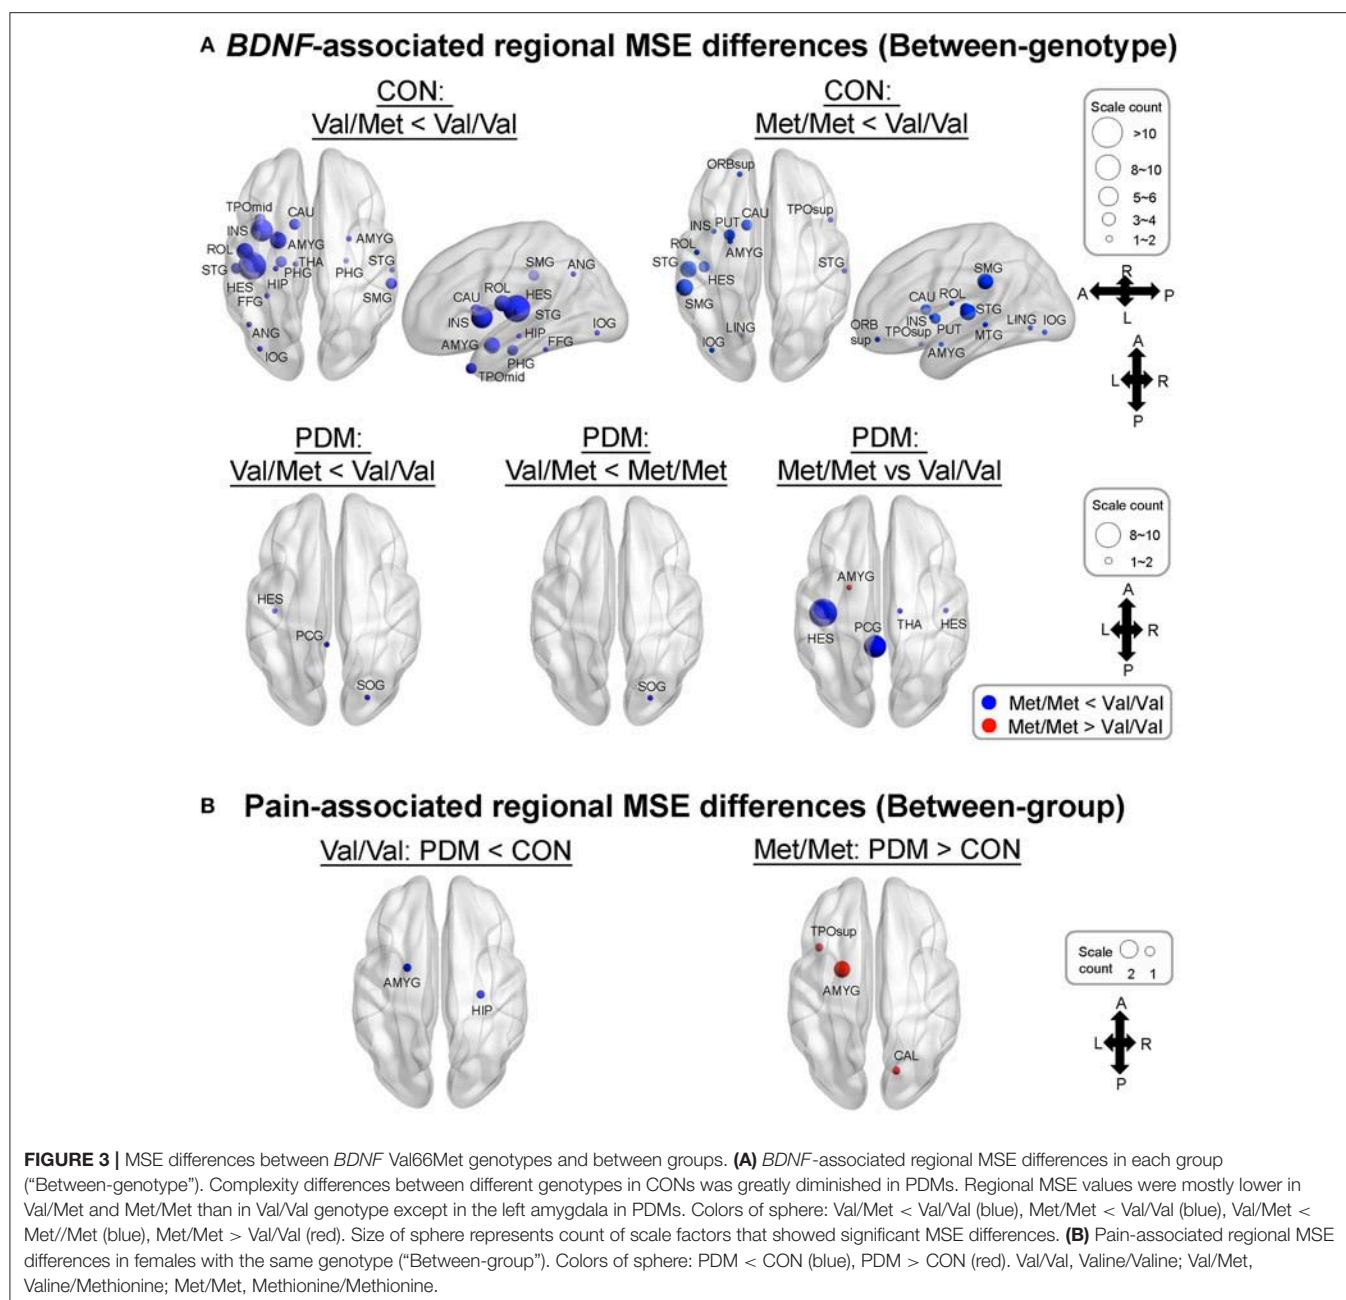 A BDNF-associated regional MSE differences (Between-genotype)
CON:
Val/Met < Val/Val
CON:
Met/Met < Val/Val
Scale count
>10
8~10
5~6
3~4
1~2
TPOmid
CAU
INS
ROL
AMYG
STG
THA
PHG
HES
HIP
FFG
ANG
IOG
AMYG
PHG
STG
SMG
SMG
ANG
CAU
ROL
HES
INS
STG
HIP
IOG
AMYG
FFG
PHG
TPOmid
ORBsup
INS
PUT
CAU
TPOsup
ROL
AMYG
STG
HES
STG
SMG
LING
IOG
SMG
CAU
ROL
STG
ORB
sup
INS
TPOsup
PUT
MTG
LING
IOG
AMYG
R
A
P
L
A
L
R
P
PDM:
Val/Met < Val/Val
PDM:
Val/Met < Met/Met
PDM:
Met/Met vs Val/Val
HES
PCG
SOG
SOG
AMYG
HES
PCG
THA
HES
Scale count
8~10
1~2
A
L
R
P
Met/Met < Val/Val
Met/Met > Val/Val
B Pain-associated regional MSE differences (Between-group)
Val/Val: PDM < CON
Met/Met: PDM > CON
AMYG
HIP
TPOsup
AMYG
CAL
Scale
count
2 1
A
L
R
P
FIGURE 3 | MSE differences between BDNF Val66Met genotypes and between groups. (A) BDNF-associated regional MSE differences in each group
(“Between-genotype”). Complexity differences between different genotypes in CONs was greatly diminished in PDMs. Regional MSE values were mostly lower in
Val/Met and Met/Met than in Val/Val genotype except in the left amygdala in PDMs. Colors of sphere: Val/Met < Val/Val (blue), Met/Met < Val/Val (blue), Val/Met <
Met//Met (blue), Met/Met > Val/Val (red). Size of sphere represents count of scale factors that showed significant MSE differences. (B) Pain-associated regional MSE
differences in females with the same genotype (“Between-group”). Colors of sphere: PDM < CON (blue), PDM > CON (red). Val/Val, Valine/Valine; Val/Met,
Valine/Methionine; Met/Met, Methionine/Methionine.